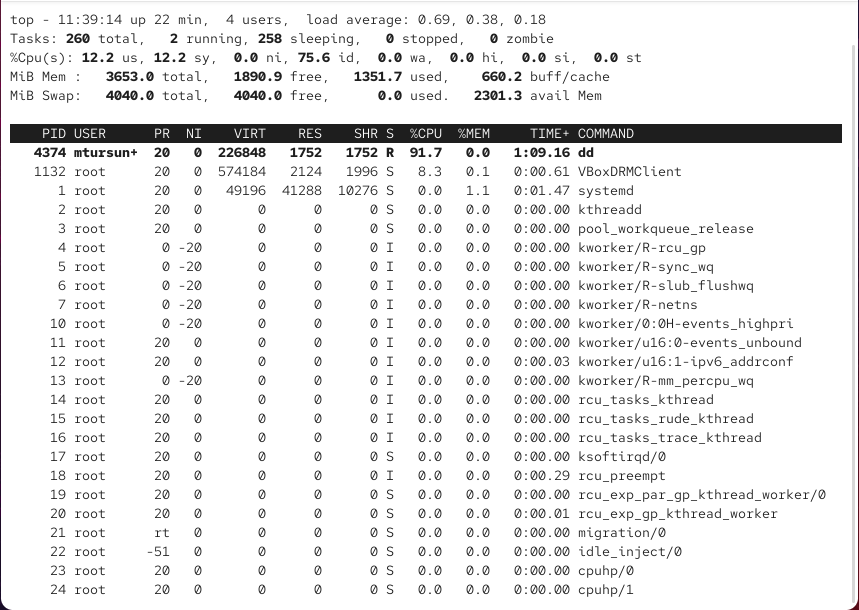 top - 11:39:14 up 22 min,  4 users,  load average: 0.69, 0.38, 0.18
Tasks: 260 total,   2 running, 258 sleeping,   0 stopped,   0 zombie
%Cpu(s): 12.2 us, 12.2 sy,  0.0 ni, 75.6 id,  0.0 wa,  0.0 hi,  0.0 si,  0.0 st
MiB Mem :   3653.0 total,   1890.9 free,   1351.7 used,    660.2 buff/cache
MiB Swap:   4040.0 total,   4040.0 free,      0.0 used.   2301.3 avail Mem
PID USER      PR  NI    VIRT    RES    SHR S  %CPU  %MEM     TIME+ COMMAND
4374 mtursun+  20   0  226848   1752   1752 R  91.7   0.0   1:09.16 dd
1132 root      20   0  574184   2124   1996 S   8.3   0.1   0:00.61 VBoxDRMClient
1 root      20   0   49196  41288  10276 S   0.0   1.1   0:01.47 systemd
2 root      20   0       0      0      0 S   0.0   0.0   0:00.00 kthreadd
3 root      20   0       0      0      0 S   0.0   0.0   0:00.00 pool_workqueue_release
4 root       0 -20       0      0      0 I   0.0   0.0   0:00.00 kworker/R-rcu_gp
5 root       0 -20       0      0      0 I   0.0   0.0   0:00.00 kworker/R-sync_wq
6 root       0 -20       0      0      0 I   0.0   0.0   0:00.00 kworker/R-slub_flushwq
7 root       0 -20       0      0      0 I   0.0   0.0   0:00.00 kworker/R-netns
10 root       0 -20       0      0      0 I   0.0   0.0   0:00.00 kworker/0:0H-events_highpri
11 root      20   0       0      0      0 I   0.0   0.0   0:00.00 kworker/u16:0-events_unbound
12 root      20   0       0      0      0 I   0.0   0.0   0:00.03 kworker/u16:1-ipv6_addrconf
13 root       0 -20       0      0      0 I   0.0   0.0   0:00.00 kworker/R-mm_percpu_wq
14 root      20   0       0      0      0 I   0.0   0.0   0:00.00 rcu_tasks_kthread
15 root      20   0       0      0      0 I   0.0   0.0   0:00.00 rcu_tasks_rude_kthread
16 root      20   0       0      0      0 I   0.0   0.0   0:00.00 rcu_tasks_trace_kthread
17 root      20   0       0      0      0 S   0.0   0.0   0:00.00 ksoftirqd/0
18 root      20   0       0      0      0 I   0.0   0.0   0:00.29 rcu_preempt
19 root      20   0       0      0      0 S   0.0   0.0   0:00.00 rcu_exp_par_gp_kthread_worker/0
20 root      20   0       0      0      0 S   0.0   0.0   0:00.01 rcu_exp_gp_kthread_worker
21 root      rt   0       0      0      0 S   0.0   0.0   0:00.00 migration/0
22 root     -51   0       0      0      0 S   0.0   0.0   0:00.00 idle_inject/0
23 root      20   0       0      0      0 S   0.0   0.0   0:00.00 cpuhp/0
24 root      20   0       0      0      0 S   0.0   0.0   0:00.00 cpuhp/1